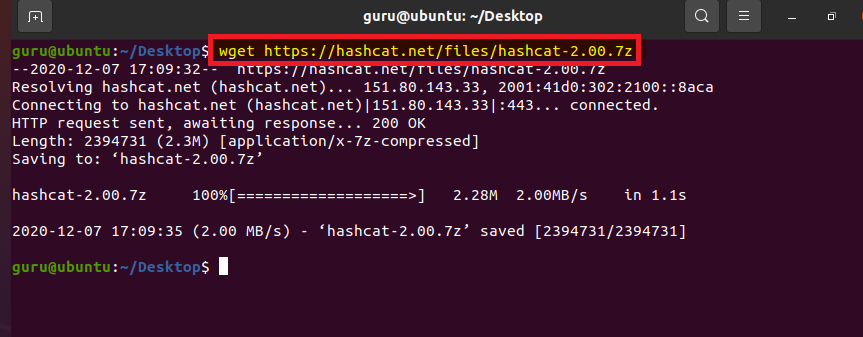 guru@ubuntu: ~/Desktop
guru@ubuntu:~/Desktop$ wget https://hashcat.net/files/hashcat-2.00.7z
--2020-12-07 17:09:32--  https://hashcat.net/files/hashcat-2.00.7z
Resolving hashcat.net (hashcat.net)... 151.80.143.33, 2001:41d0:302:2100::8aca
Connecting to hashcat.net (hashcat.net)|151.80.143.33|:443... connected.
HTTP request sent, awaiting response... 200 OK
Length: 2394731 (2.3M) [application/x-7z-compressed]
Saving to: ‘hashcat-2.00.7z’
hashcat-2.00.7z     100%[===================>]   2.28M  2.00MB/s    in 1.1s
2020-12-07 17:09:35 (2.00 MB/s) - ‘hashcat-2.00.7z’ saved [2394731/2394731]
guru@ubuntu:~/Desktop$